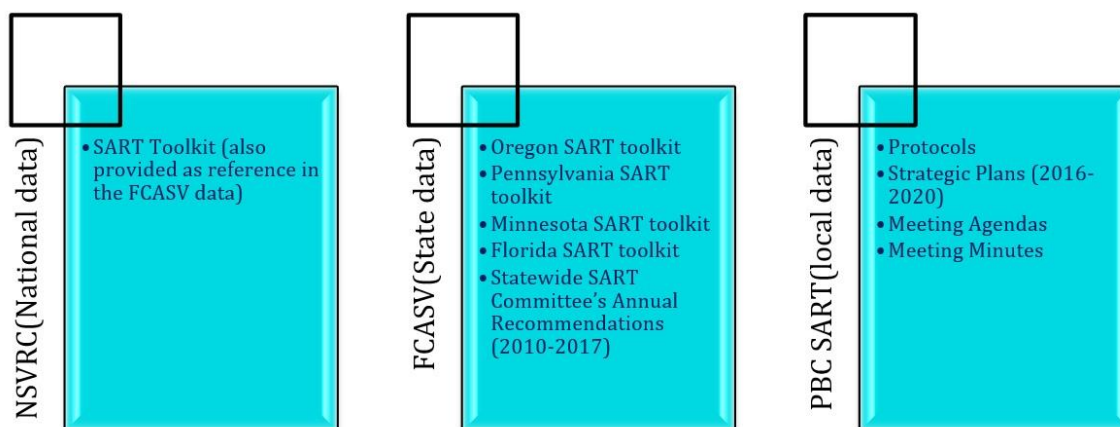 NSVRC(National data)
• SART Toolkit (also
provided as reference in
the FCASV data)
FCASV(State data)
• Oregon SART toolkit
• Pennsylvania SART
toolkit
• Minnesota SART toolkit
• Florida SART toolkit
• Statewide SART
Committee's Annual
Recommendations
(2010-2017)
PBC SART(local data)
• Protocols
• Strategic Plans (2016-
2020)
• Meeting Agendas
• Meeting Minutes